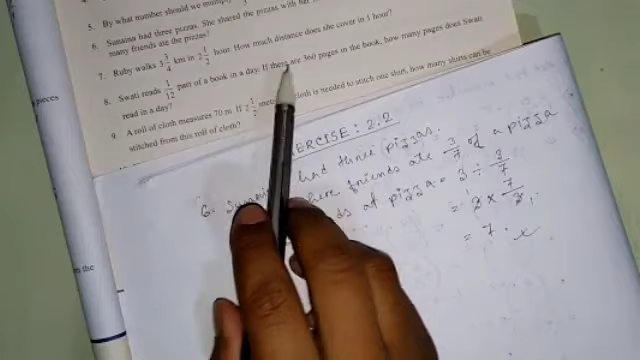 5. By what number should we multiply
6. Sunaina had three pizzas. She shared the pizzas with her
many friends ate the pizzas?
7. Ruby walks 3 3/4 km in 2 1/2 hour. How much distance does she cover in 1 hour?
8. Swati reads 1/12 part of a book in a day. If there are 360 pages in the book, how many pages does Swati
read in a day?
9. A roll of cloth measures 70 m. If 2 1/2 metre cloth is needed to stitch one shirt, how many shirts can be
stitched from this roll of cloth?
pieces
the
EXERCISE: 2.2
6. had three pizzas.
friends ate 3/7 of a pizza
of pizza = 3 ÷ 3/7
= 3 × 7/3
= 7.